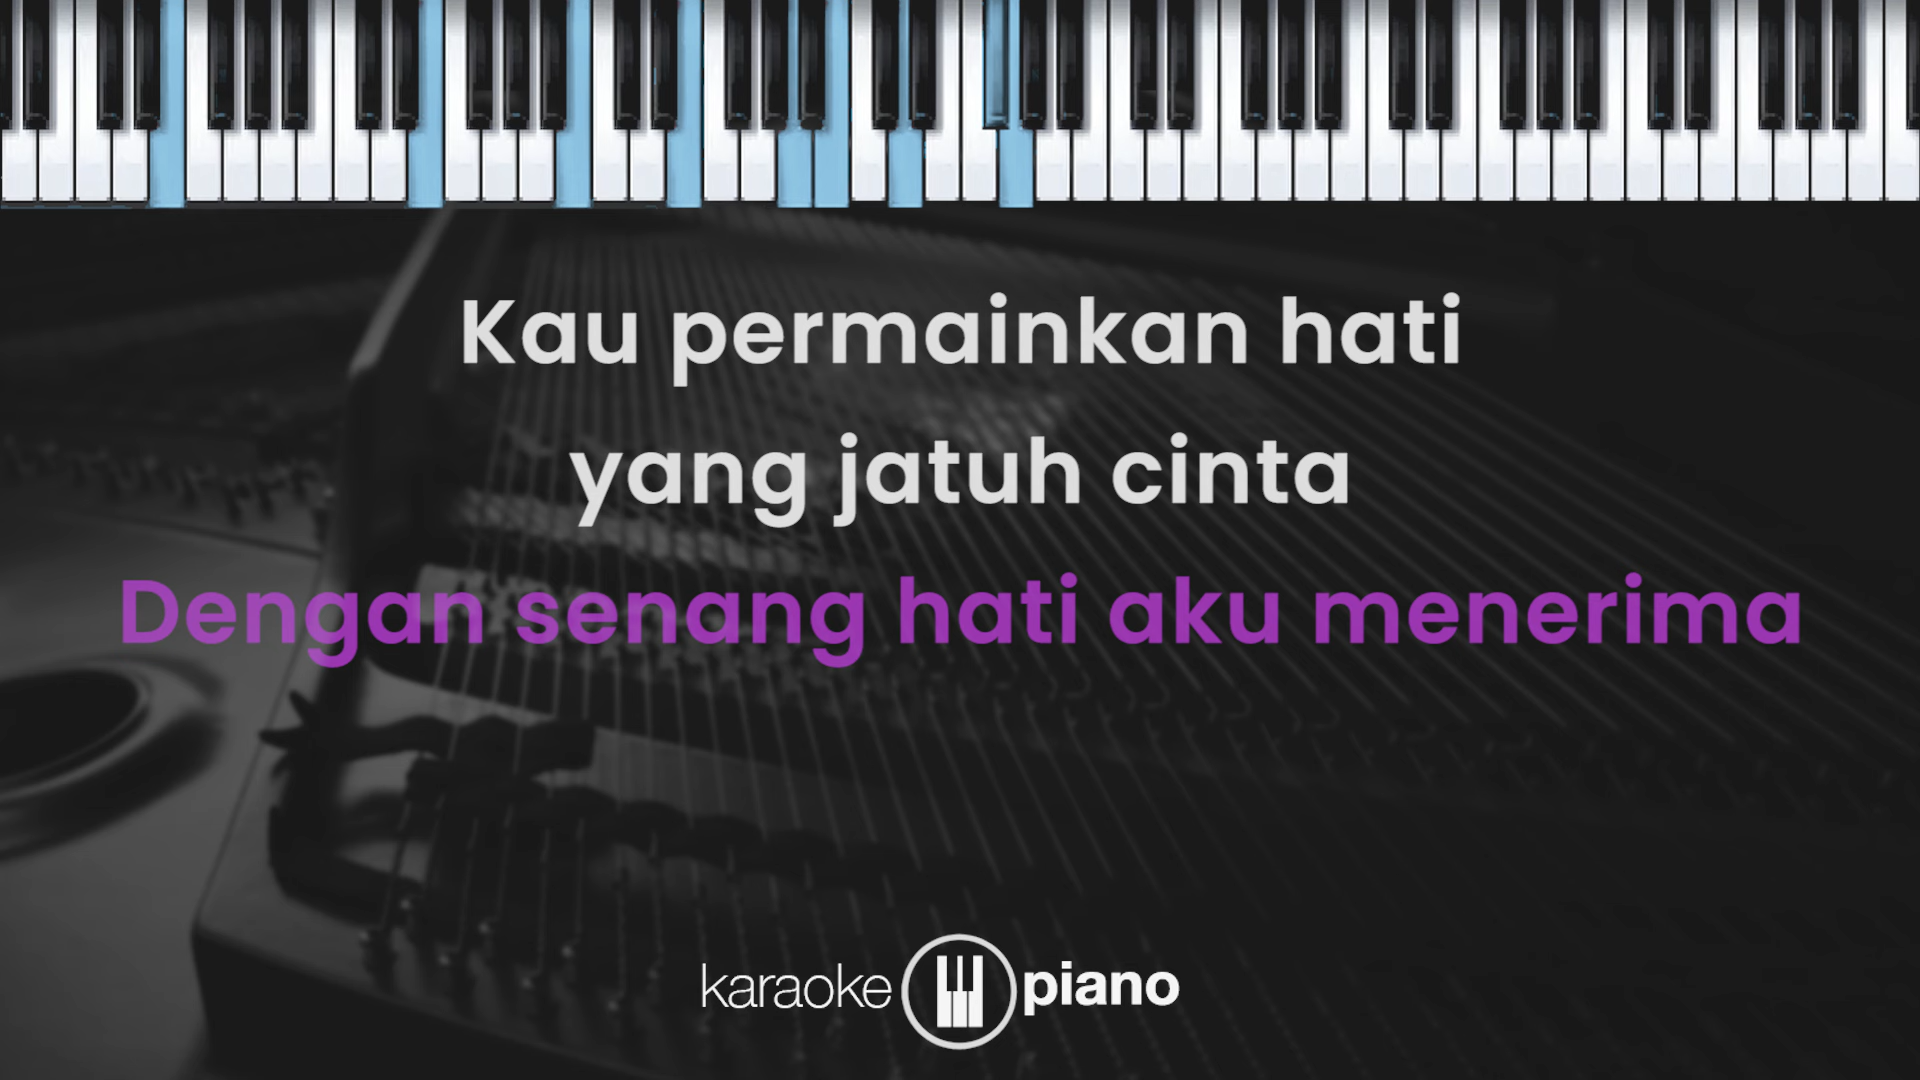 Kau permainkan hati
yang jatuh cinta
Dengan senang hati aku menerima
karaoke piano